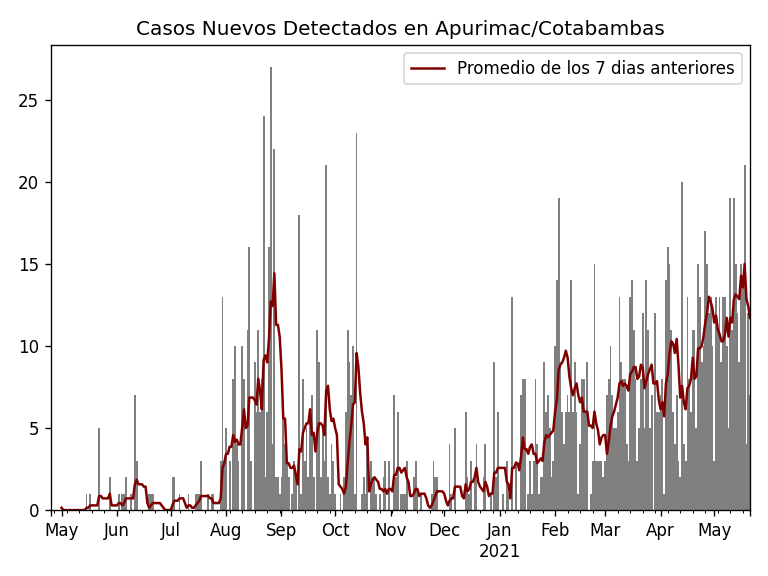 Casos Nuevos Detectados en Apurimac/Cotabambas
Promedio de los 7 dias anteriores
25
20
15
10
5
0
May Jun Jul Aug Sep Oct Nov Dec Jan Feb Mar Apr May
2021